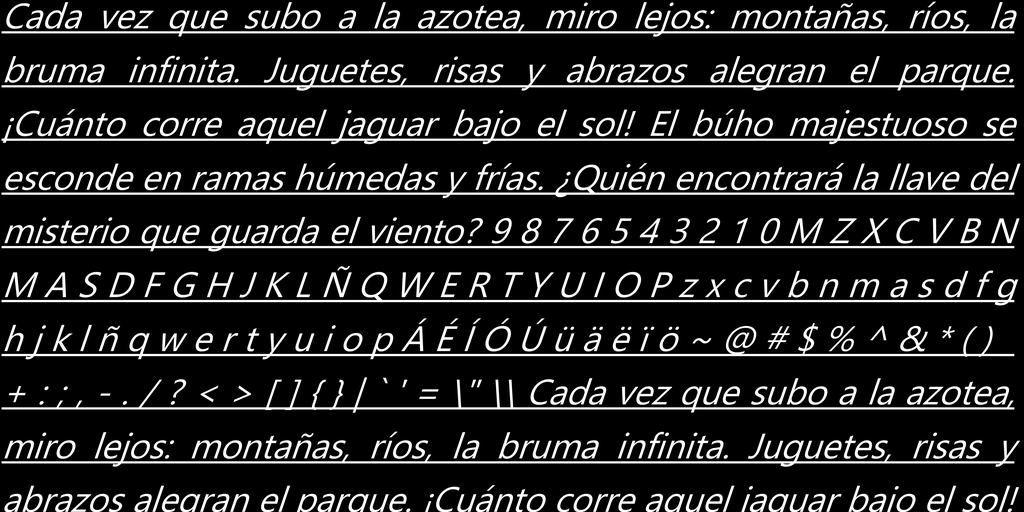 Cada vez que subo a la azotea, miro lejos: montañas, ríos, la
bruma infinita. Juguetes, risas y abrazos alegran el parque.
¡Cuánto corre aquel jaguar bajo el sol! El búho majestuoso se
esconde en ramas húmedas y frías. ¿Quién encontrará la llave del
misterio que guarda el viento? 9 8 7 6 5 4 3 2 1 0 M Z X C V B N
M A S D F G H J K L Ñ Q W E R T Y U I O P z x c v b n m a s d f g
h j k l ñ q w e r t y u i o p Á É Í Ó Ú ü ä ë ï ö ~ @ # $ % ^ & * ( ) _
+ : ; , - . / ? < > [ ] { } | ` ' = \" \\ Cada vez que subo a la azotea,
miro lejos: montañas, ríos, la bruma infinita. Juguetes, risas y
abrazos alegran el parque. ¡Cuánto corre aquel jaguar bajo el sol!